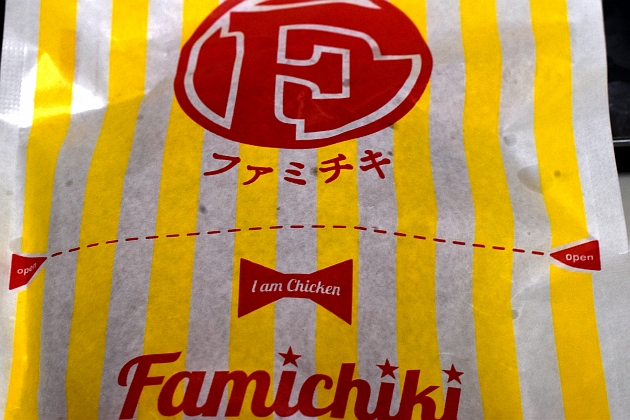 F
ファミチキ
open
open
I am Chicken
Famichiki